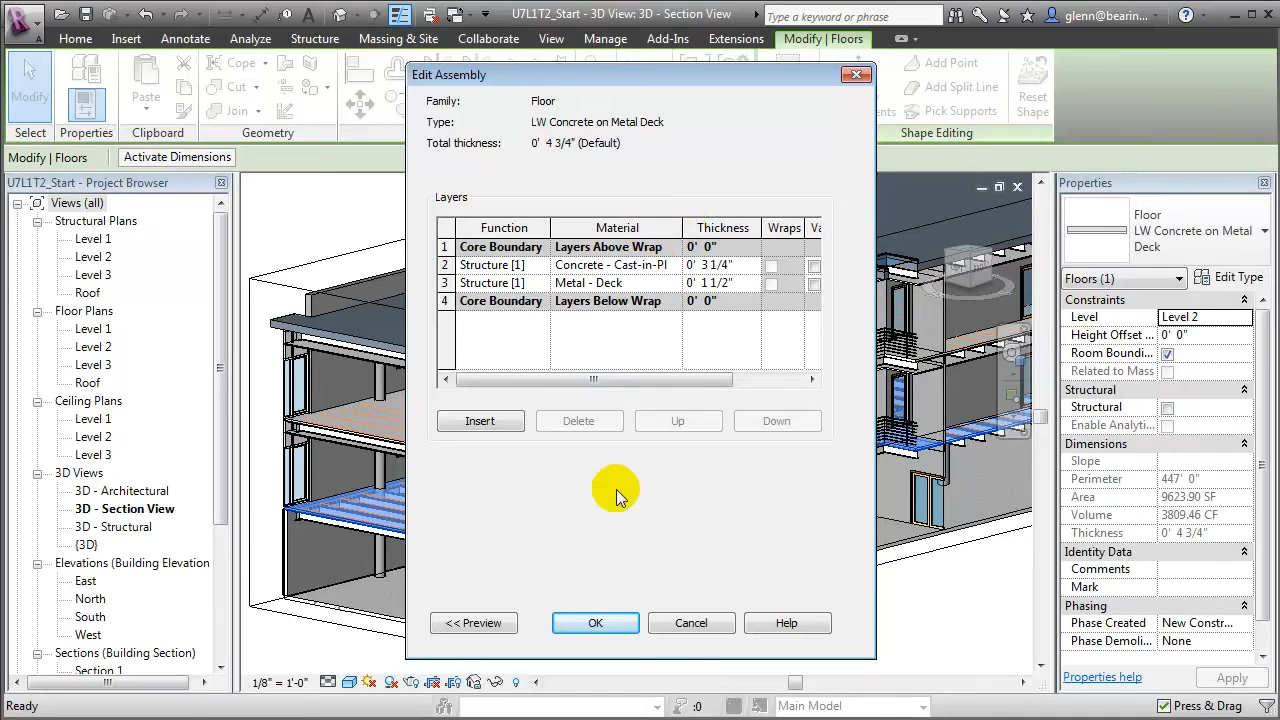 U7L1T2_Start - 3D View: 3D - Section View
Type a keyword or phrase
glenn@bearin...
Home Insert Annotate Analyze Structure Massing & Site Collaborate View Manage Add-Ins Extensions Modify | Floors
Modify
Paste
Cope
Cut
Join
Add Point
Add Split Line
Pick Supports
Reset
Shape
Select Properties Clipboard Geometry Shape Editing
Modify | Floors Activate Dimensions
U7L1T2_Start - Project Browser
Views (all)
Structural Plans
Level 1
Level 2
Level 3
Roof
Floor Plans
Level 1
Level 2
Level 3
Roof
Ceiling Plans
Level 1
Level 2
Level 3
3D Views
3D - Architectural
3D - Section View
3D - Structural
{3D}
Elevations (Building Elevation
East
North
South
West
Sections (Building Section)
Section 1
Edit Assembly
Family: Floor
Type: LW Concrete on Metal Deck
Total thickness: 0' 4 3/4" (Default)
Layers
Function Material Thickness Wraps Va
1 Core Boundary Layers Above Wrap 0' 0"
2 Structure [1] Concrete - Cast-in-Pl 0' 3 1/4"
3 Structure [1] Metal - Deck 0' 1 1/2"
4 Core Boundary Layers Below Wrap 0' 0"
Insert Delete Up Down
<< Preview OK Cancel Help
Properties
Floor
LW Concrete on Metal
Deck
Floors (1) Edit Type
Constraints
Level Level 2
Height Offset ... 0' 0"
Room Boundi...
Related to Mass
Structural
Structural
Enable Analyti...
Dimensions
Slope
Perimeter 447' 0"
Area 9623.90 SF
Volume 3809.46 CF
Thickness 0' 4 3/4"
Identity Data
Comments
Mark
Phasing
Phase Created New Constr...
Phase Demoli... None
Properties help Apply
1/8" = 1'-0"
Ready :0 Main Model Press & Drag